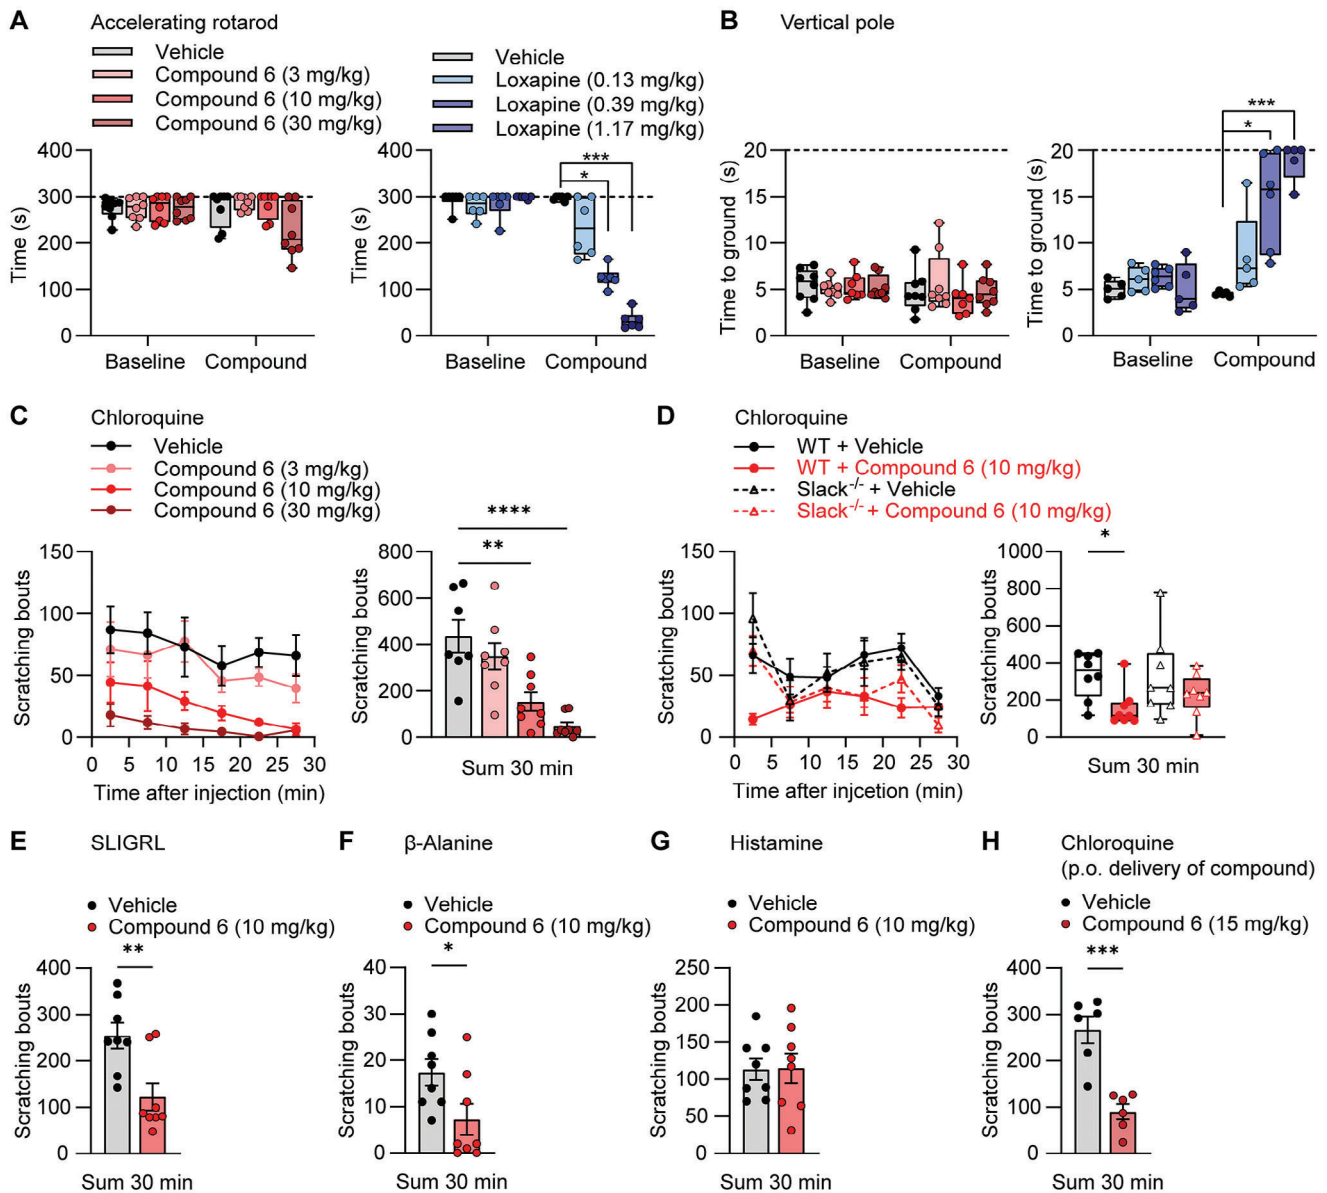 A Accelerating rotarod
Vehicle
Compound 6 (3 mg/kg)
Compound 6 (10 mg/kg)
Compound 6 (30 mg/kg)
Vehicle
Loxapine (0.13 mg/kg)
Loxapine (0.39 mg/kg)
Loxapine (1.17 mg/kg)
Time (s)
400
300
200
100
0
Baseline Compound
Time (s)
400
300
200
100
0
***
*
Baseline Compound
B Vertical pole
Time to ground (s)
20
15
10
5
0
Baseline Compound
Time to ground (s)
20
15
10
5
0
***
*
Baseline Compound
C Chloroquine
Vehicle
Compound 6 (3 mg/kg)
Compound 6 (10 mg/kg)
Compound 6 (30 mg/kg)
Scratching bouts
150
100
50
0
0 5 10 15 20 25 30
Time after injection (min)
Scratching bouts
800
600
400
200
0
****
**
Sum 30 min
D Chloroquine
WT + Vehicle
WT + Compound 6 (10 mg/kg)
Slack-/- + Vehicle
Slack-/- + Compound 6 (10 mg/kg)
Scratching bouts
150
100
50
0
0 5 10 15 20 25 30
Time after injcetion (min)
Scratching bouts
1000
800
600
400
200
0
*
Sum 30 min
E SLIGRL
Vehicle
Compound 6 (10 mg/kg)
**
Scratching bouts
400
300
200
100
0
Sum 30 min
F β-Alanine
Vehicle
Compound 6 (10 mg/kg)
*
Scratching bouts
40
30
20
10
0
Sum 30 min
G Histamine
Vehicle
Compound 6 (10 mg/kg)
Scratching bouts
250
200
150
100
50
0
Sum 30 min
H Chloroquine
(p.o. delivery of compound)
Vehicle
Compound 6 (15 mg/kg)
***
Scratching bouts
400
300
200
100
0
Sum 30 min